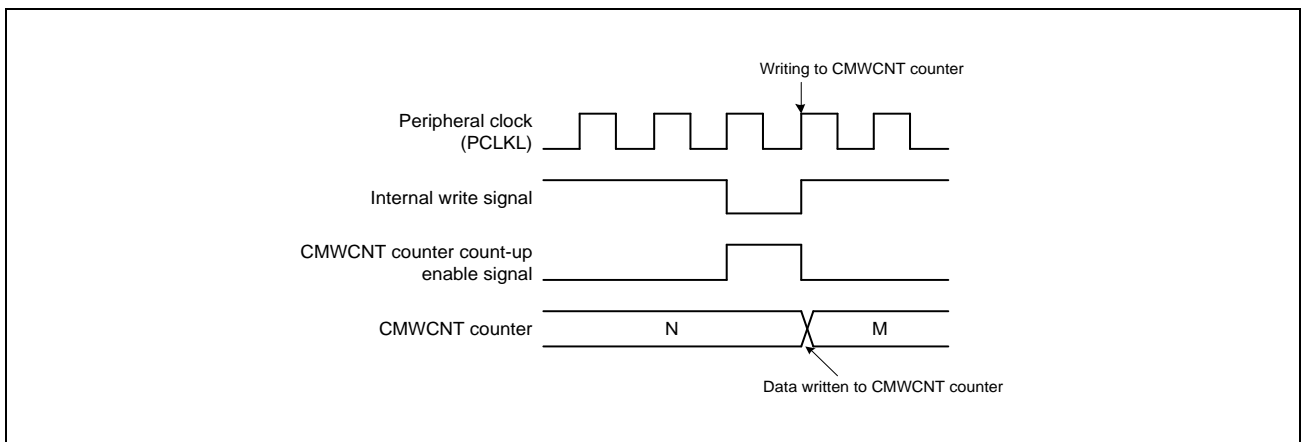 Writing to CMWCNT counter
Peripheral clock
(PCLKL)
Internal write signal
CMWCNT counter count-up
enable signal
CMWCNT counter
N
M
Data written to CMWCNT counter